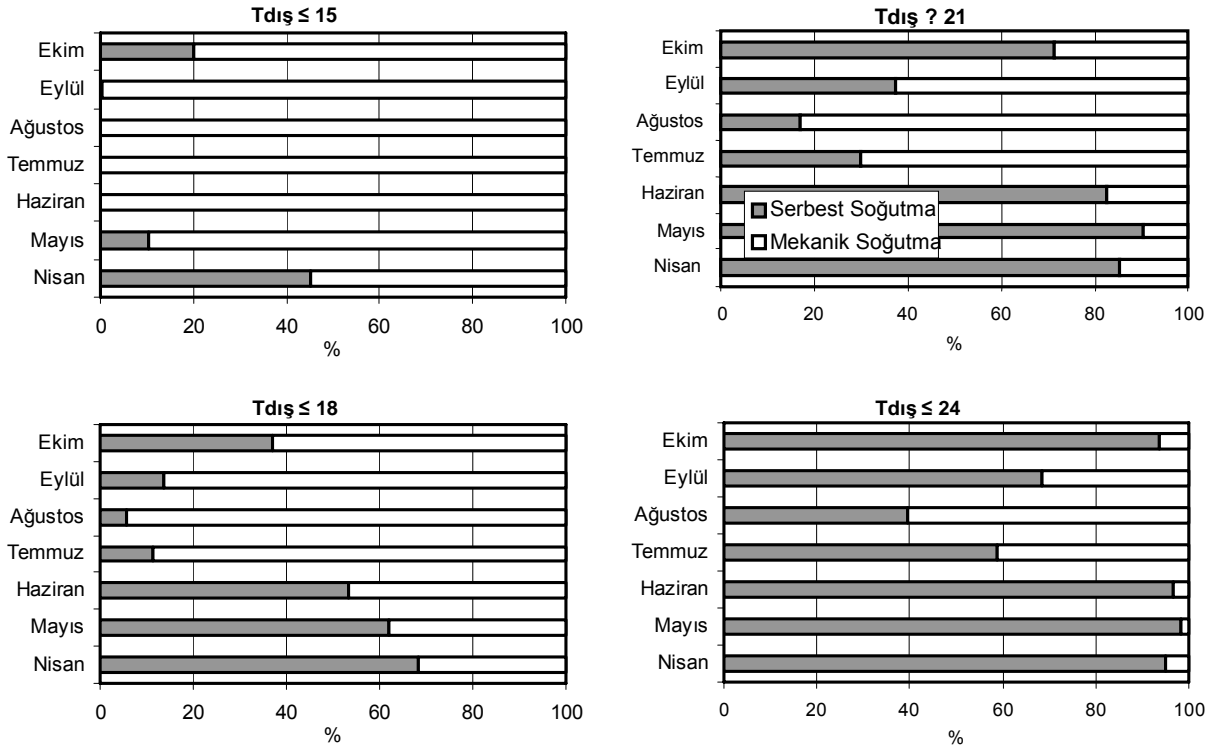 Tdış ≤ 15
Ekim
Eylül
Ağustos
Temmuz
Haziran
Mayıs
Nisan
0 20 40 60 80 100
%
Tdış ? 21
Ekim
Eylül
Ağustos
Temmuz
Haziran
Mayıs
Nisan
Serbest Soğutma
Mekanik Soğutma
0 20 40 60 80 100
%
Tdış ≤ 18
Ekim
Eylül
Ağustos
Temmuz
Haziran
Mayıs
Nisan
0 20 40 60 80 100
%
Tdış ≤ 24
Ekim
Eylül
Ağustos
Temmuz
Haziran
Mayıs
Nisan
0 20 40 60 80 100
%